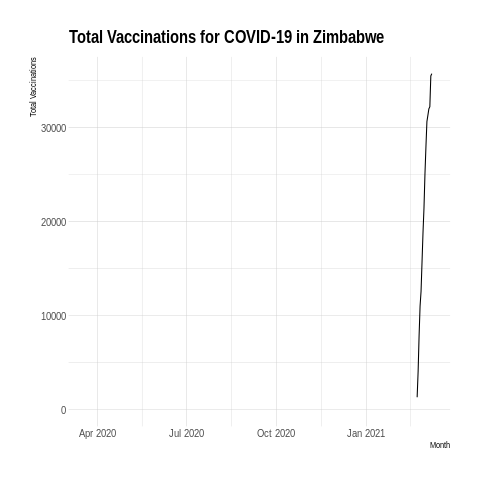 Total Vaccinations for COVID-19 in Zimbabwe
Total Vaccinations
30000
20000
10000
0
Apr 2020 Jul 2020 Oct 2020 Jan 2021
Month